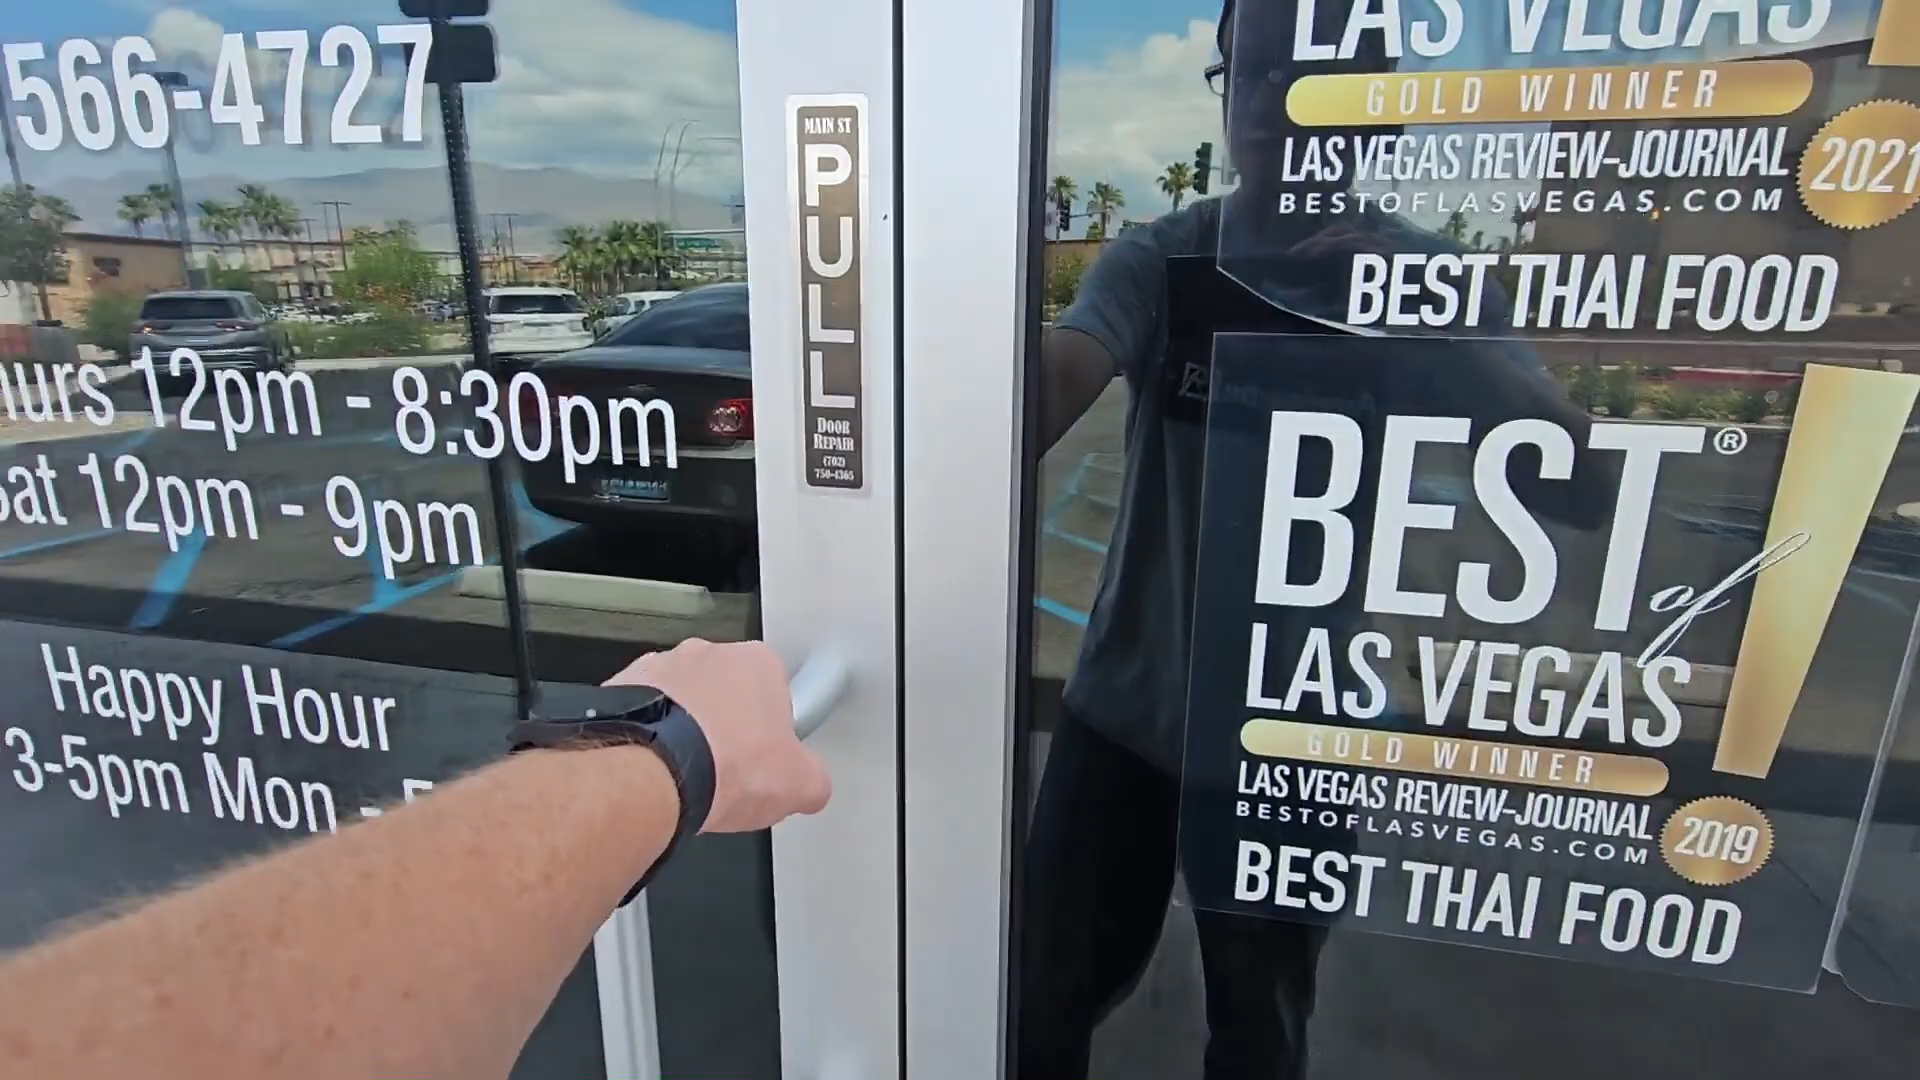 566-4727
urs 12pm - 8:30pm
at 12pm - 9pm
Happy Hour
3-5pm Mon -
MAIN ST
PULL
DOOR
REPAIR
(702)
750-4365
LAS VEGAS
GOLD WINNER
LAS VEGAS REVIEW-JOURNAL
BESTOFLASVEGAS.COM
2021
BEST THAI FOOD
BEST®
of
LAS VEGAS
GOLD WINNER
LAS VEGAS REVIEW-JOURNAL
BESTOFLASVEGAS.COM
2019
BEST THAI FOOD